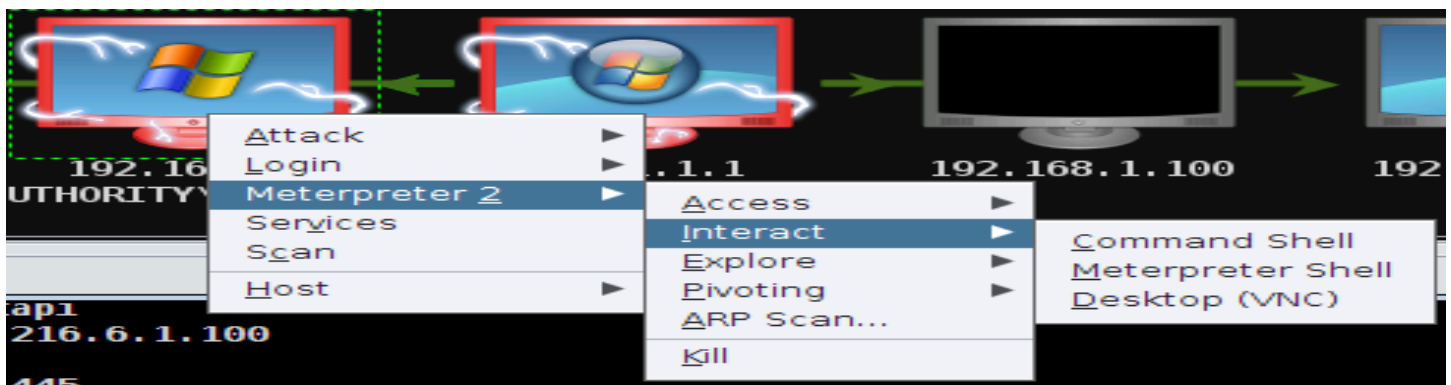 192.16
.1.1
192.168.1.100
192
UTHORITY\
Attack
Login
Meterpreter 2
Services
Scan
Host
Access
Interact
Explore
Pivoting
ARP Scan...
Kill
Command Shell
Meterpreter Shell
Desktop (VNC)
tapi
216.6.1.100
445